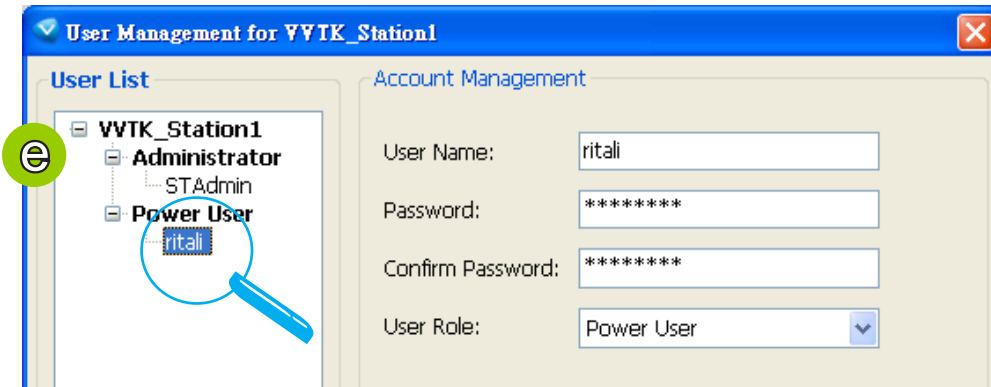 User Management for VVTK_Station1
User List
Account Management
e
VVTK_Station1
Administrator
STAdmin
Power User
ritali
User Name:
ritali
Password:
********
Confirm Password:
********
User Role:
Power User